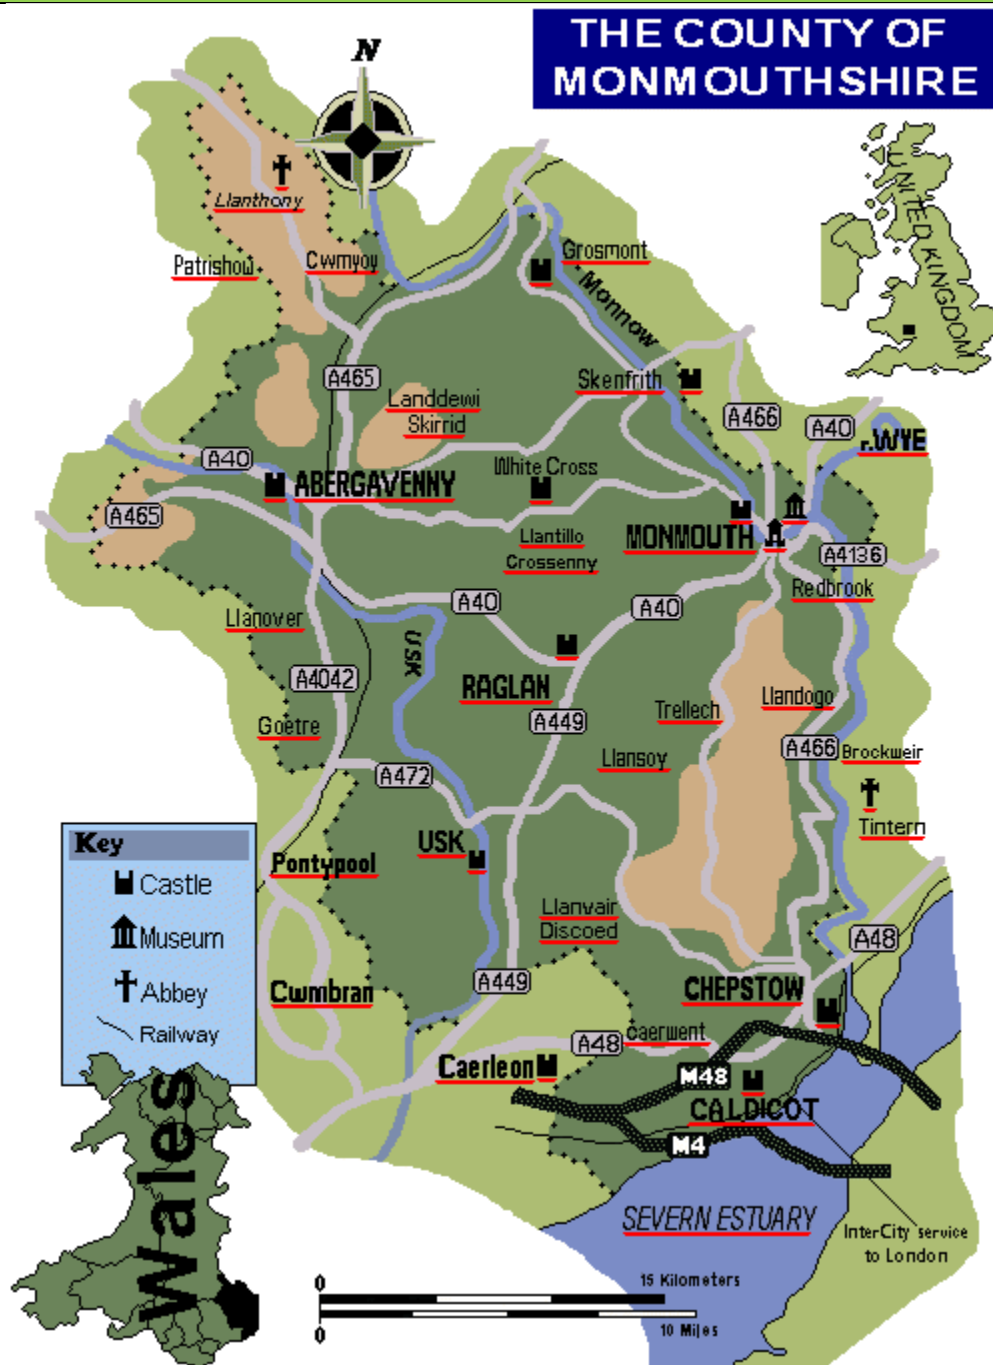 THE COUNTY OF
MONMOUTHSHIRE
N
UNITED KINGDOM
Llanthony
Patrishow
Cwmyoy
Grosmont
Monnow
A465
Landdewi
Skirrid
Skenfrith
A466
A40
r.WYE
A40
ABERGAVENNY
White Cross
A465
Llantillo
Crossenny
MONMOUTH
A4136
Redbrook
Llanover
A40
A40
USK
A4042
RAGLAN
Trellech
Llandogo
Goetre
A449
Llansoy
A466
Brockweir
A472
Tintern
USK
Key
Castle
Museum
Abbey
Railway
Pontypool
Llanvair
Discoed
A48
Cwmbran
A449
CHEPSTOW
A48
caerwent
Caerleon
M48
CALDICOT
M4
Wales
SEVERN ESTUARY
InterCity service
to London
0
15 Kilometers
0
10 Miles